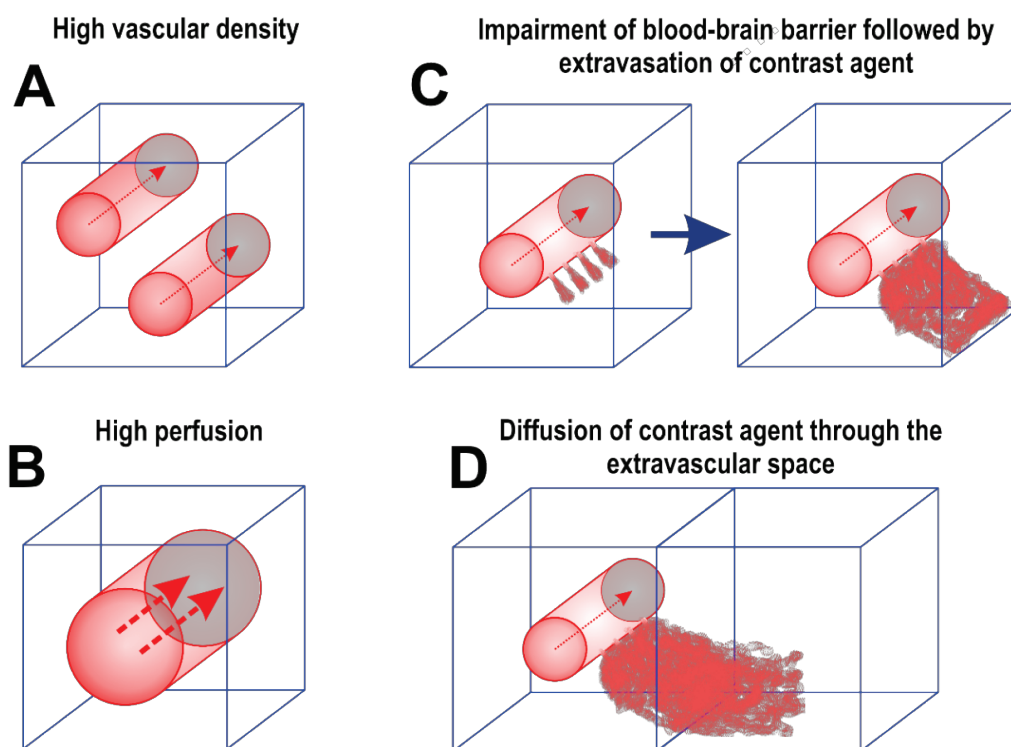 High vascular density
A
Impairment of blood-brain barrier followed by
extravasation of contrast agent
C
High perfusion
B
Diffusion of contrast agent through the
extravascular space
D